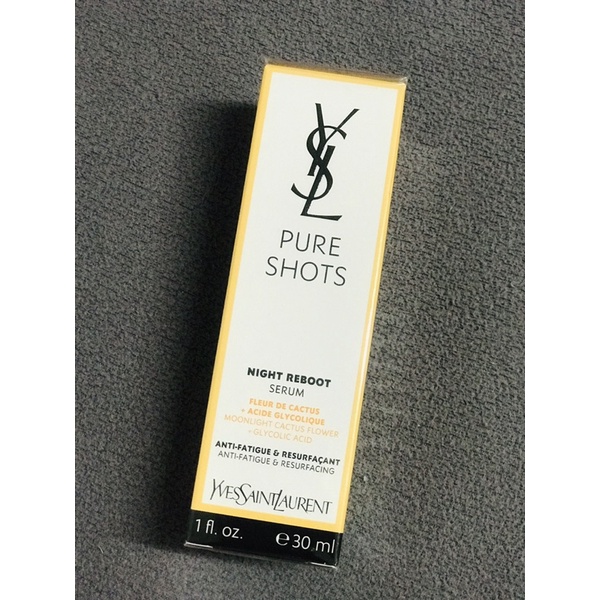 YSL
PURE
SHOTS
NIGHT REBOOT
SERUM
FLEUR DE CACTUS
+ ACIDE GLYCOLIQUE
MOONLIGHT CACTUS FLOWER
+ GLYCOLIC ACID
ANTI-FATIGUE & RESURFAÇANT
ANTI-FATIGUE & RESURFACING
YVESSAINTLAURENT
1 fl. oz. ℮30 ml